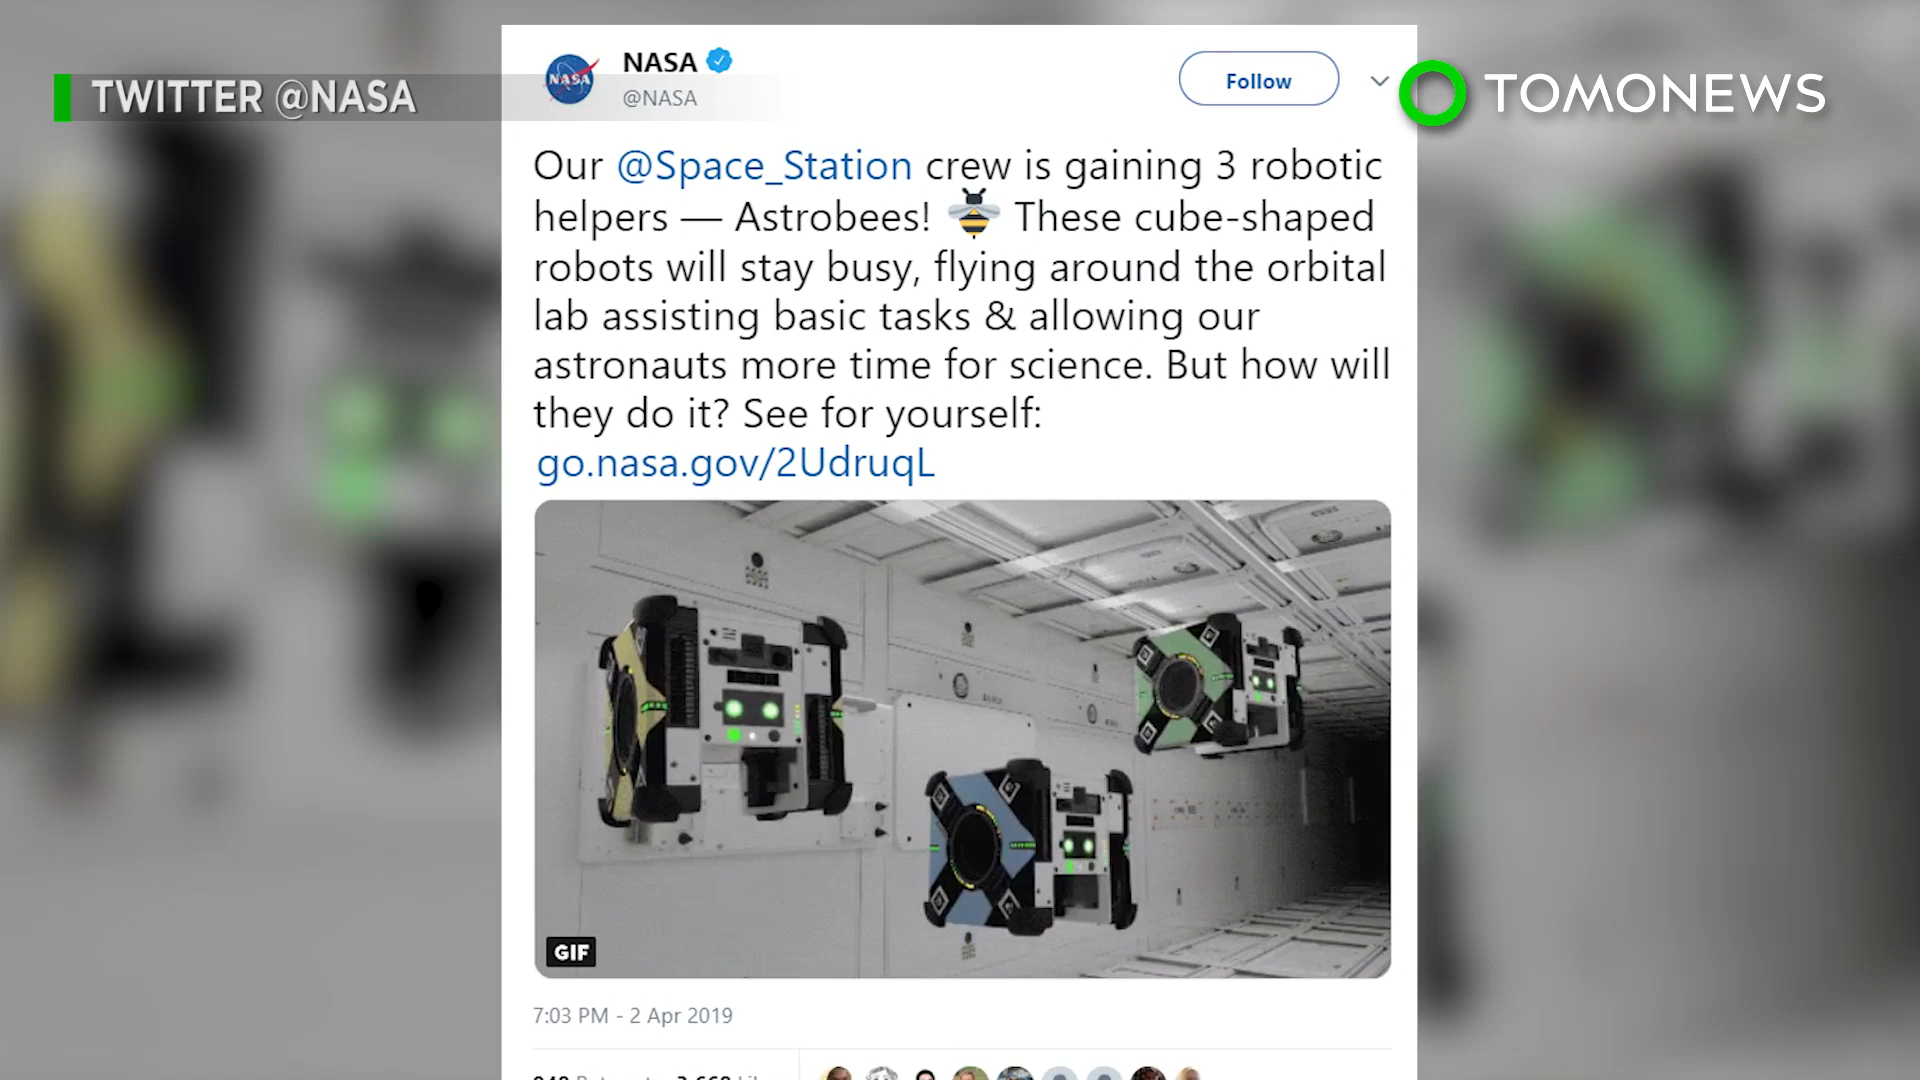 TWITTER @NASA
NASA
NASA
@NASA
Follow
TOMONEWS
Our @Space_Station crew is gaining 3 robotic
helpers — Astrobees! 🐝 These cube-shaped
robots will stay busy, flying around the orbital
lab assisting basic tasks & allowing our
astronauts more time for science. But how will
they do it? See for yourself:
go.nasa.gov/2UdruqL
GIF
7:03 PM - 2 Apr 2019